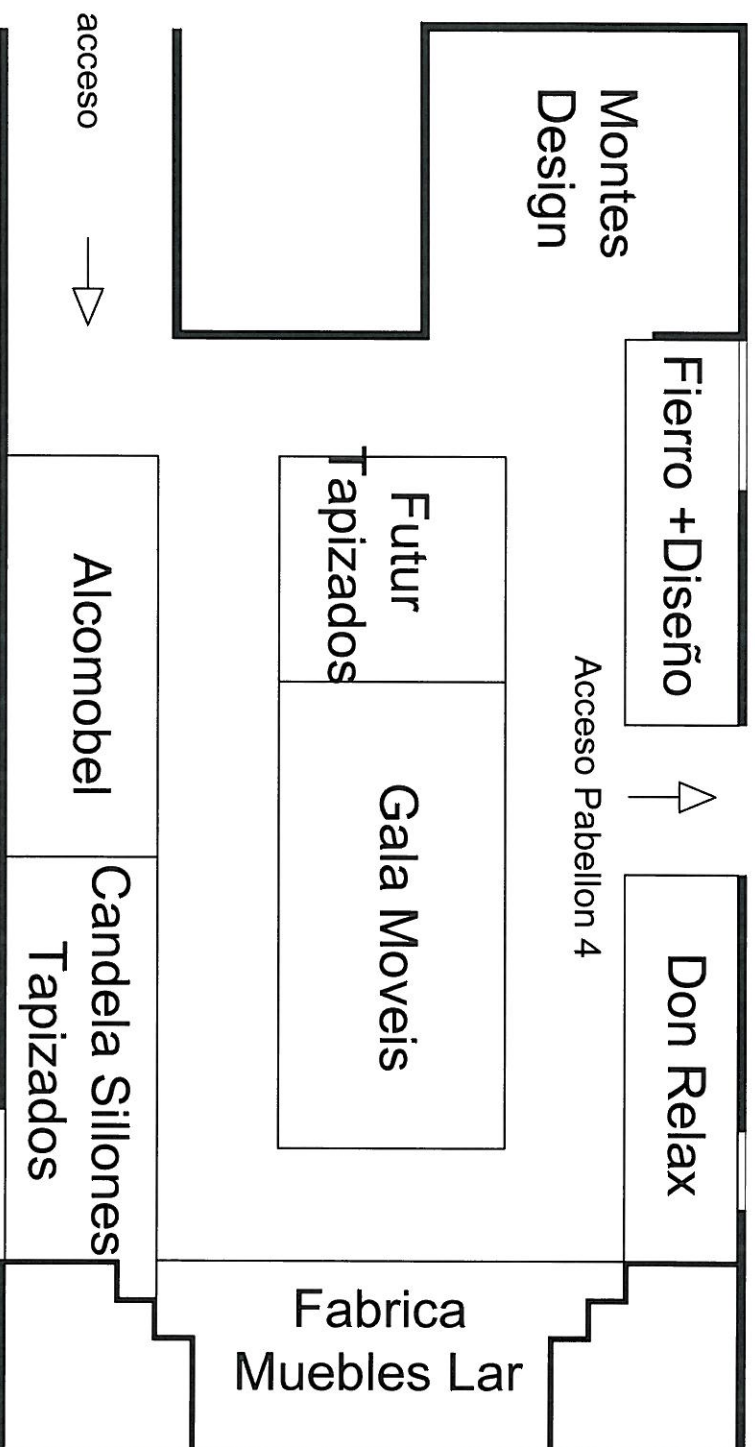 acceso
Montes
Design
Fierro +Diseño
Futur
Tapizados
Alcomobel
Acceso Pabellon 4
Gala Moveis
Don Relax
Candela Sillones
Tapizados
Fabrica
Muebles Lar